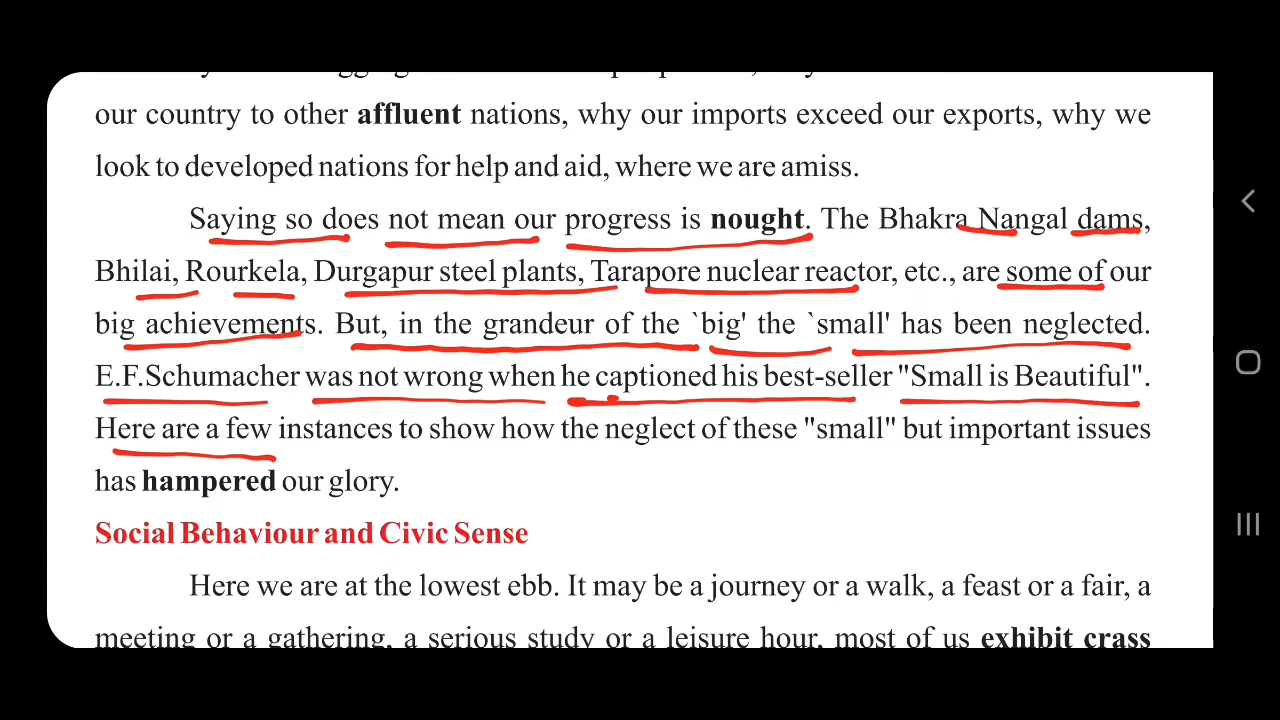 our country to other affluent nations, why our imports exceed our exports, why we
look to developed nations for help and aid, where we are amiss.
Saying so does not mean our progress is nought. The Bhakra Nangal dams,
Bhilai, Rourkela, Durgapur steel plants, Tarapore nuclear reactor, etc., are some of our
big achievements. But, in the grandeur of the `big' the `small' has been neglected.
E.F.Schumacher was not wrong when he captioned his best-seller "Small is Beautiful".
Here are a few instances to show how the neglect of these "small" but important issues
has hampered our glory.
Social Behaviour and Civic Sense
Here we are at the lowest ebb. It may be a journey or a walk, a feast or a fair, a
meeting or a gathering, a serious study or a leisure hour, most of us exhibit crass